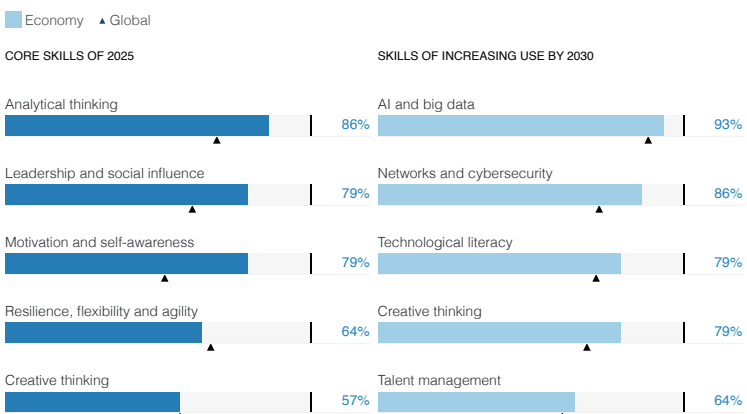 Economy Global
CORE SKILLS OF 2025
Analytical thinking
86%
Leadership and social influence
79%
Motivation and self-awareness
79%
Resilience, flexibility and agility
64%
Creative thinking
57%
SKILLS OF INCREASING USE BY 2030
AI and big data
93%
Networks and cybersecurity
86%
Technological literacy
79%
Creative thinking
79%
Talent management
64%